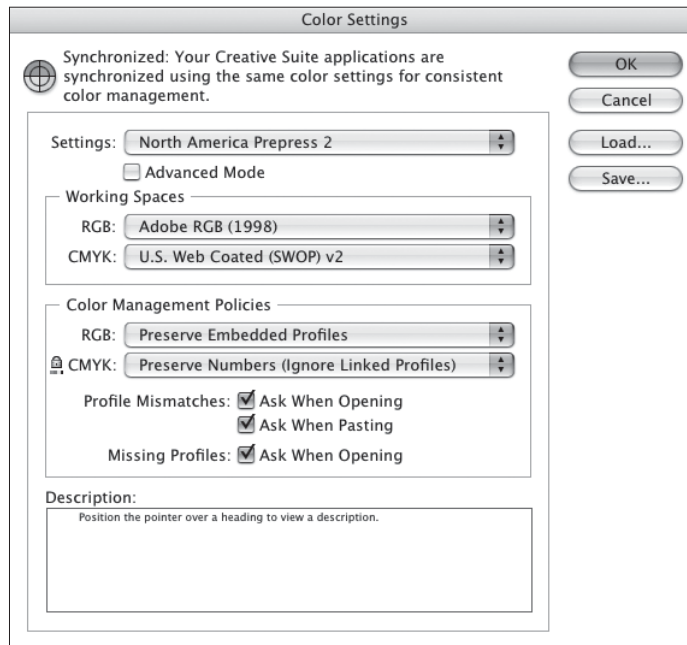 Color Settings
Synchronized: Your Creative Suite applications are
synchronized using the same color settings for consistent
color management.
OK
Cancel
Load...
Save...
Settings: North America Prepress 2
Advanced Mode
Working Spaces
RGB: Adobe RGB (1998)
CMYK: U.S. Web Coated (SWOP) v2
Color Management Policies
RGB: Preserve Embedded Profiles
CMYK: Preserve Numbers (Ignore Linked Profiles)
Profile Mismatches: Ask When Opening
Ask When Pasting
Missing Profiles: Ask When Opening
Description:
Position the pointer over a heading to view a description.